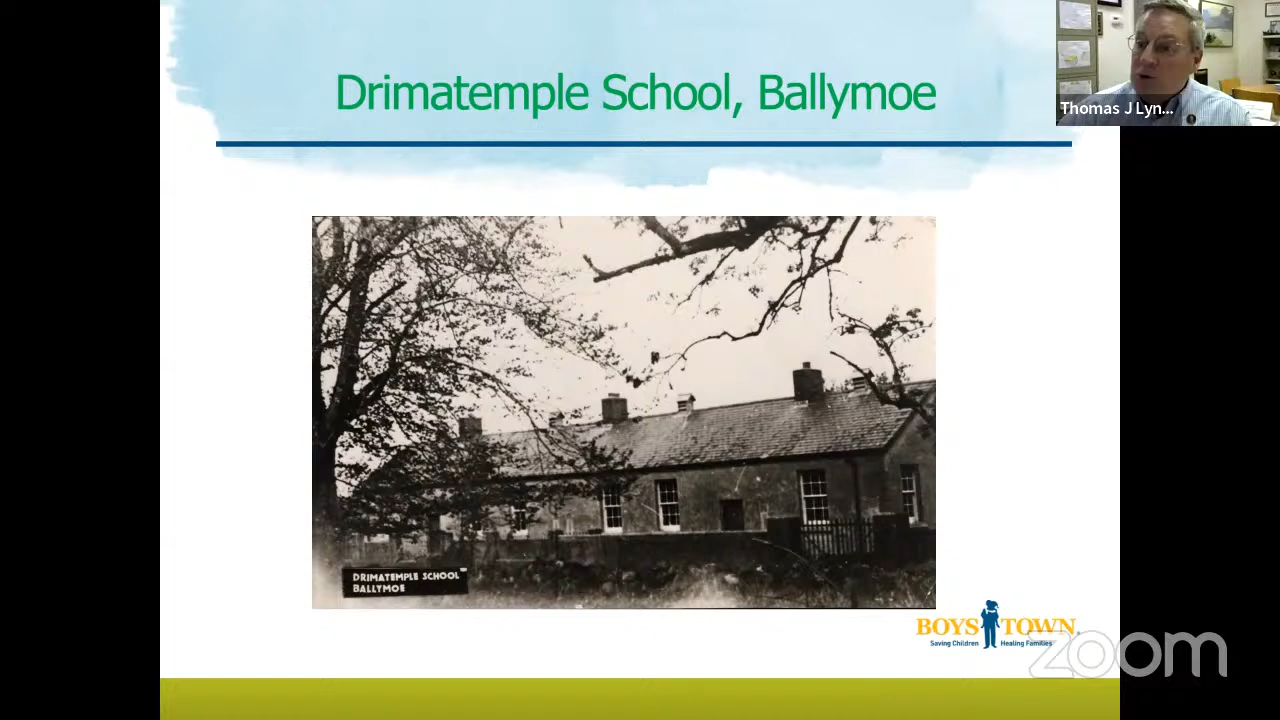 Drimatemple School, Ballymoe
Thomas J Lyn...
DRIMATEMPLE SCHOOL
BALLYMOE
BOYS TOWN
Saving Children Healing Families
zoom